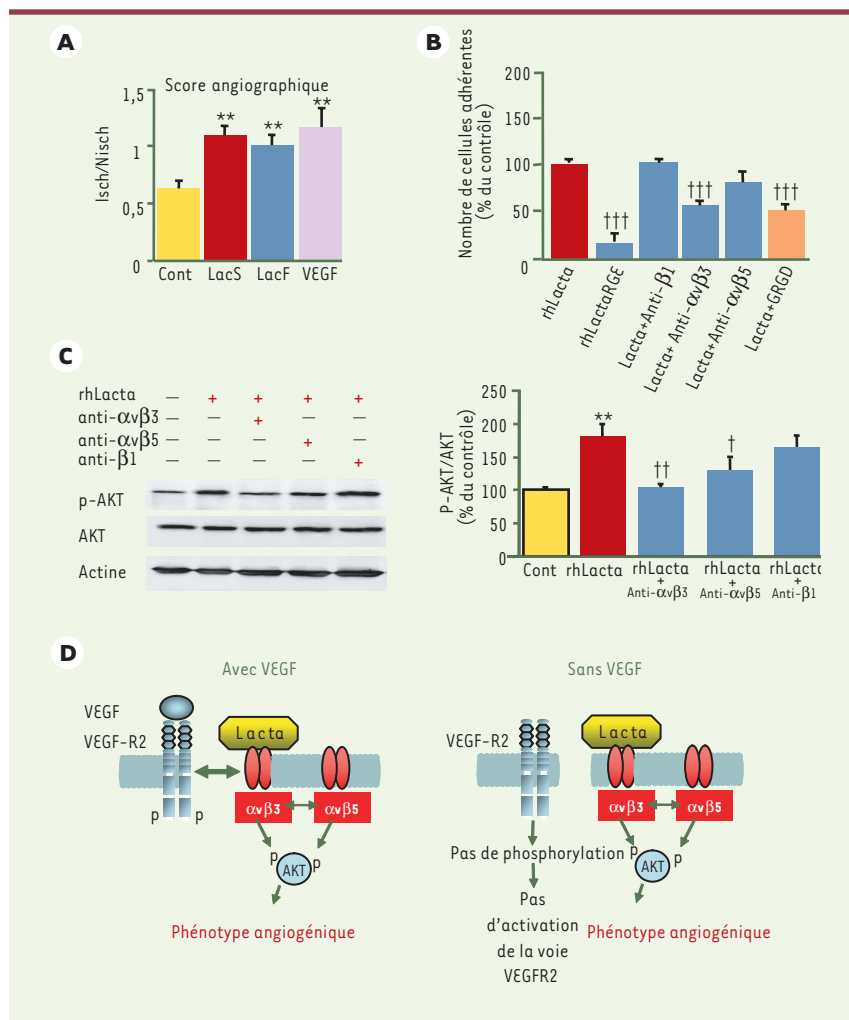 A
Score angiographique
Isch/Nisch
1,5
1
0,5
0
**
**
**
Cont
LacS
LacF
VEGF
B
Nombre de cellules adhérentes
(% du contrôle)
200
150
100
50
0
†††
†††
†††
rhLacta
rhLactaRGE
Lacta+Anti-β1
Lacta+ Anti-αvβ3
Lacta+Anti-αvβ5
Lacta+GRGD
C
rhLacta — + + + +
anti-αvβ3 — — + — —
anti-αvβ5 — — — + —
anti-β1 — — — — +
p-AKT
AKT
Actine
P-AKT/AKT
(% du contrôle)
250
200
150
100
50
0
**
††
†
Cont
rhLacta
rhLacta
+
Anti-αvβ3
rhLacta
+
Anti-αvβ5
rhLact
+
Anti-β1
D
Avec VEGF
VEGF
VEGF-R2
Lacta
p p
αvβ3
αvβ5
p p
AKT
Phénotype angiogénique
Sans VEGF
VEGF-R2
Lacta
αvβ3
αvβ5
Pas de phosphorylation
p p
AKT
Pas
d'activation
de la voie
VEGFR2
Phénotype angiogénique